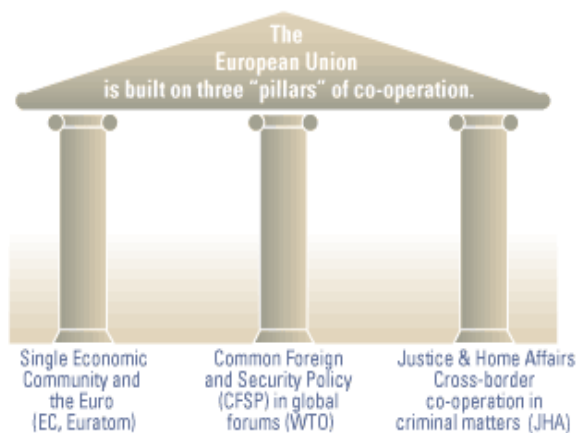 The
European Union
is built on three “pillars” of co-operation.
Single Economic
Community and
the Euro
(EC, Euratom)
Common Foreign
and Security Policy
(CFSP) in global
forums (WTO)
Justice & Home Affairs
Cross-border
co-operation in
criminal matters (JHA)